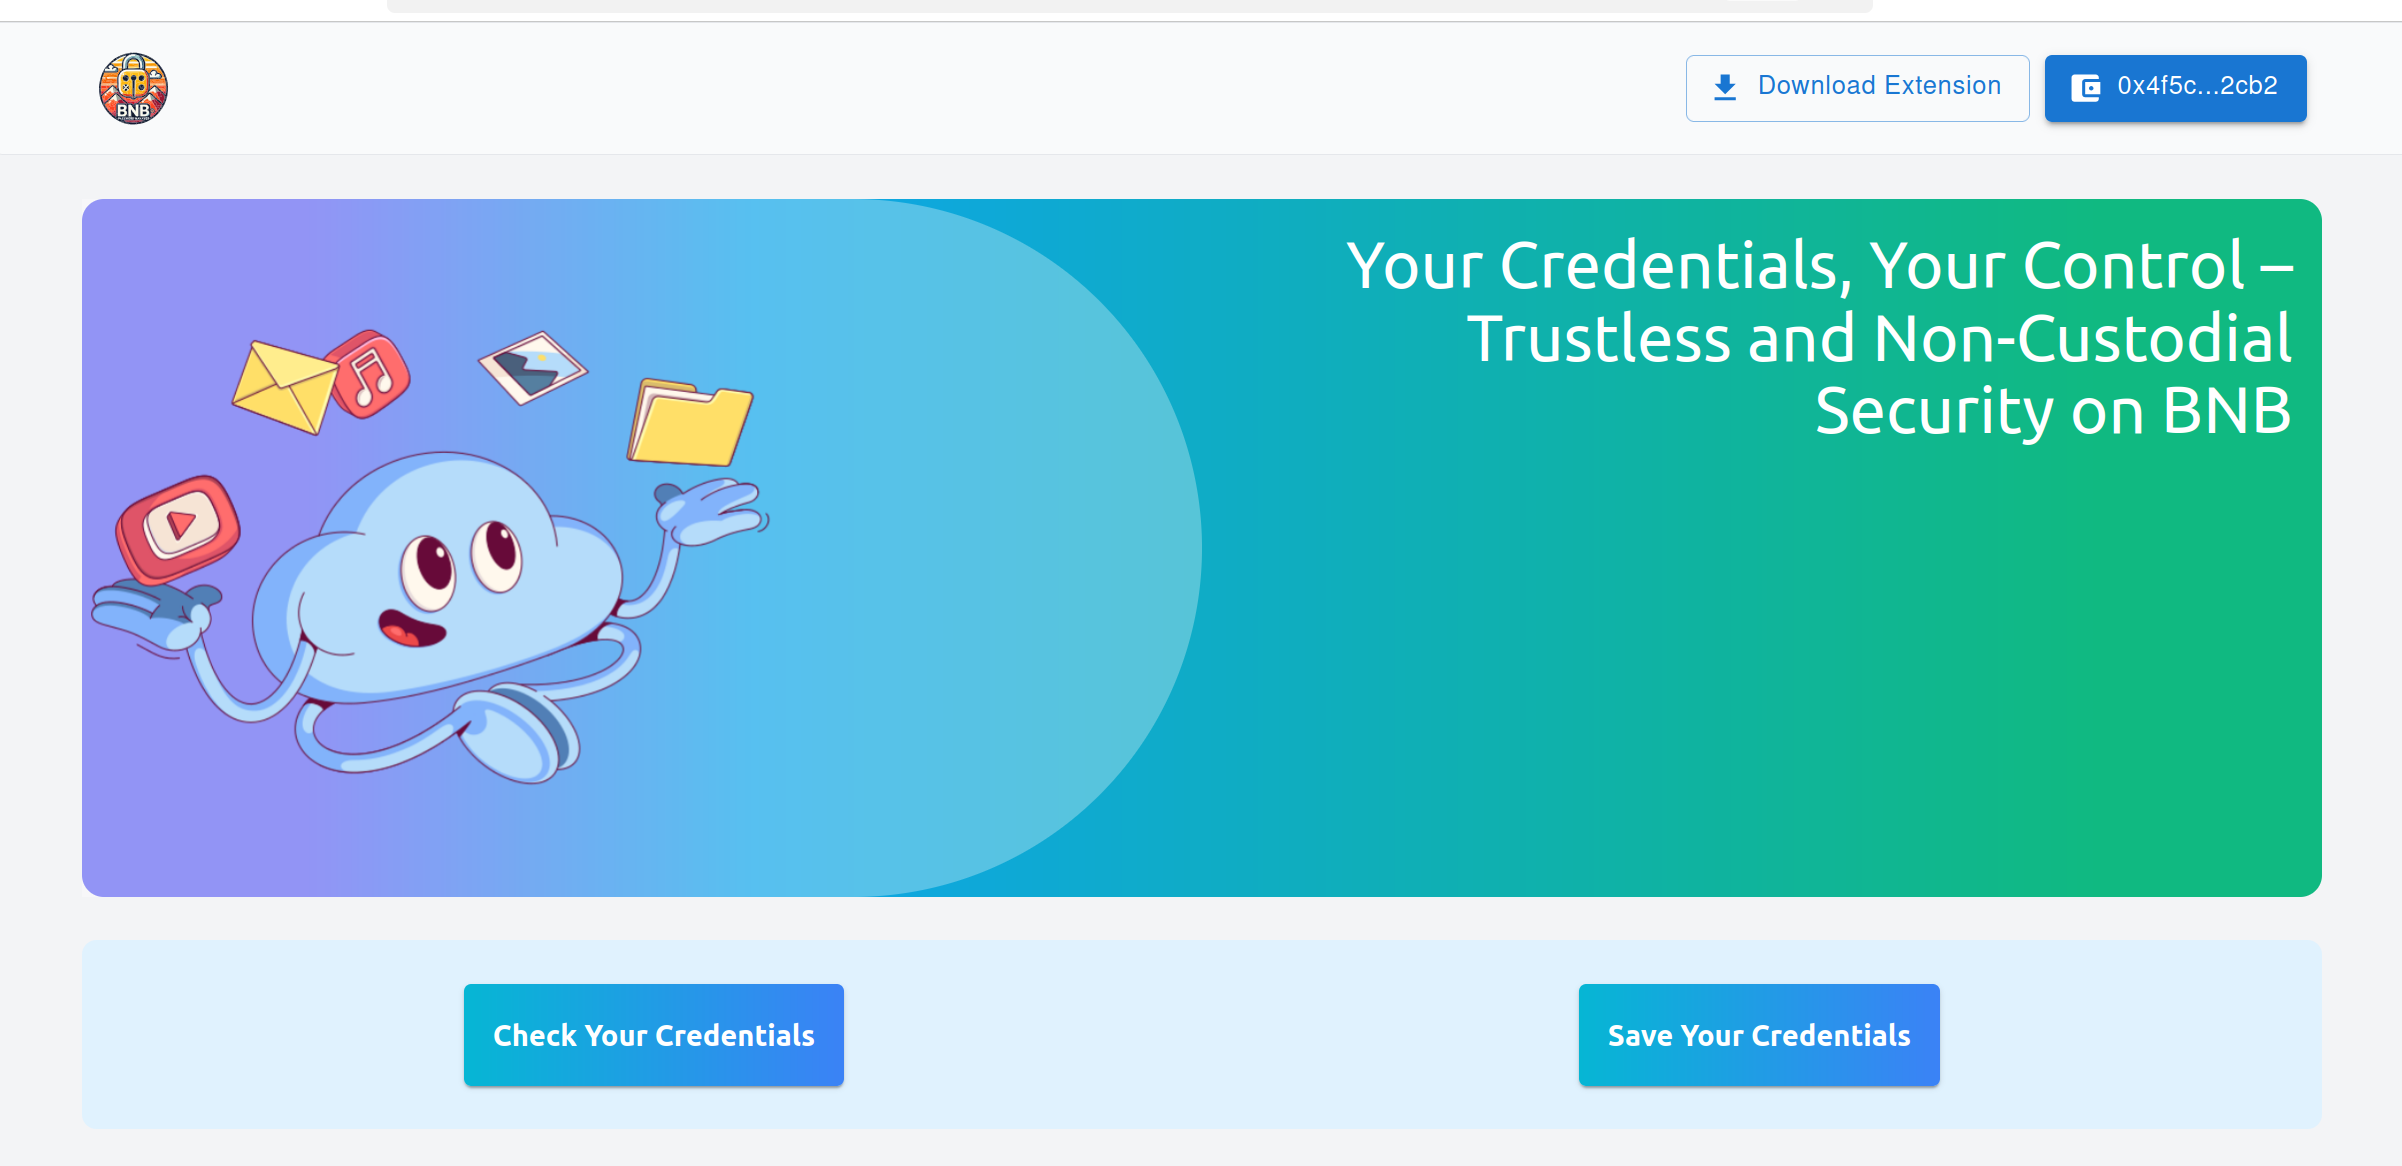 BNB
Download Extension
0x4f5c...2cb2
Your Credentials, Your Control –
Trustless and Non-Custodial
Security on BNB
Check Your Credentials
Save Your Credentials